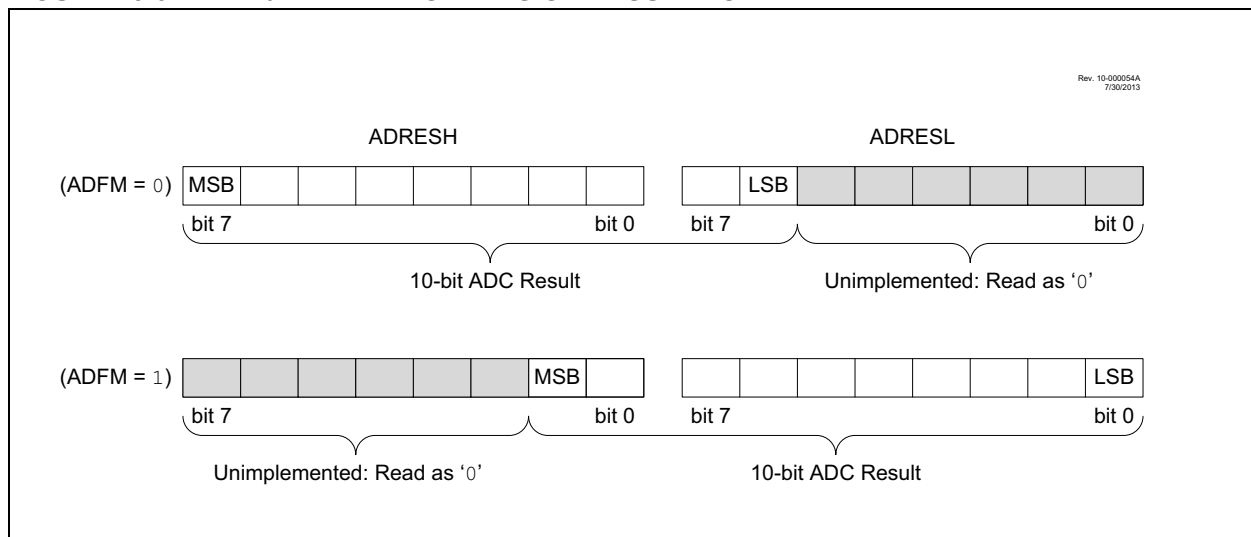 Rev. 10-000054A
7/30/2013
ADRESH ADRESL
(ADFM = 0) MSB LSB
bit 7 bit 0 bit 7 bit 0
10-bit ADC Result Unimplemented: Read as ‘0’
(ADFM = 1) MSB LSB
bit 7 bit 0 bit 7 bit 0
Unimplemented: Read as ‘0’ 10-bit ADC Result